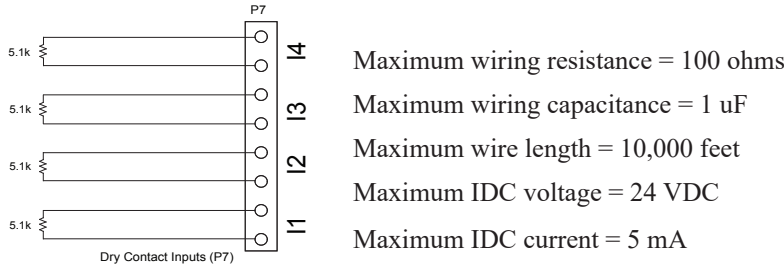 P7
5.1k
I4
Maximum wiring resistance = 100 ohms
5.1k
I3
Maximum wiring capacitance = 1 uF
Maximum wire length = 10,000 feet
5.1k
I2
Maximum IDC voltage = 24 VDC
5.1k
I1
Maximum IDC current = 5 mA
Dry Contact Inputs (P7)